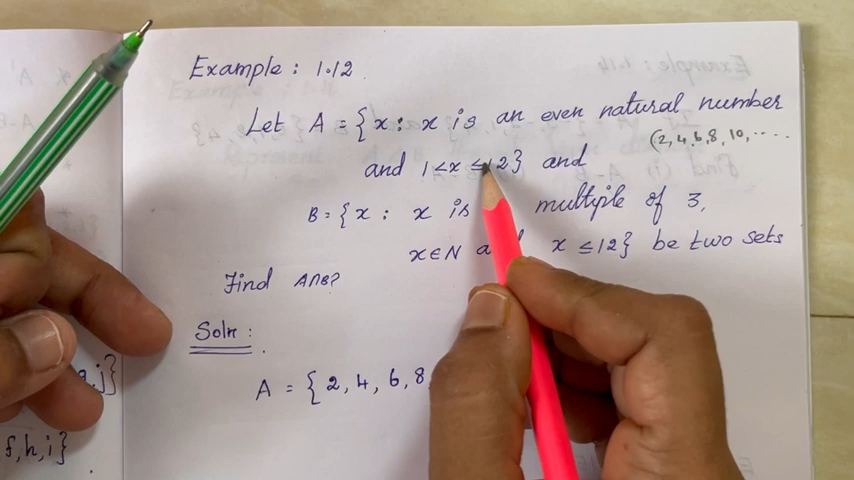 Example: 1.12
Let A = {x : x is an even natural number
(2, 4, 6, 8, 10, .....
and 1 < x ≤ 12} and
B = {x : x is multiple of 3,
x ∈ N x ≤ 12} be two sets
Find A∩B?
Soln :
A = { 2, 4, 6, 8,
,j}
f, h, i}